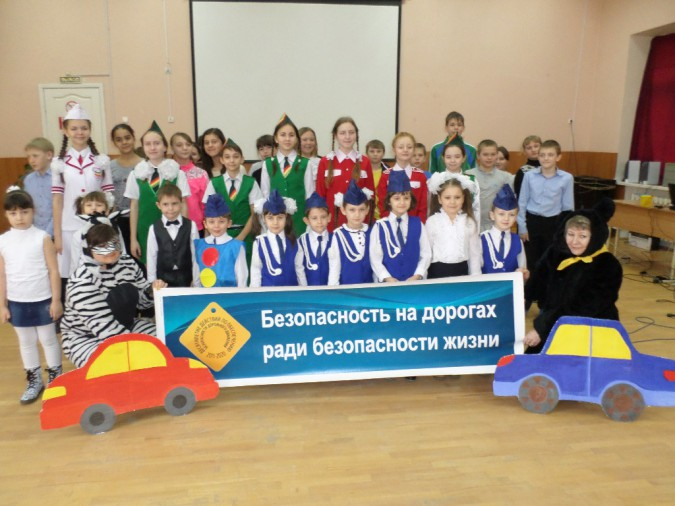 Безопасность на дорогах
ради безопасности жизни